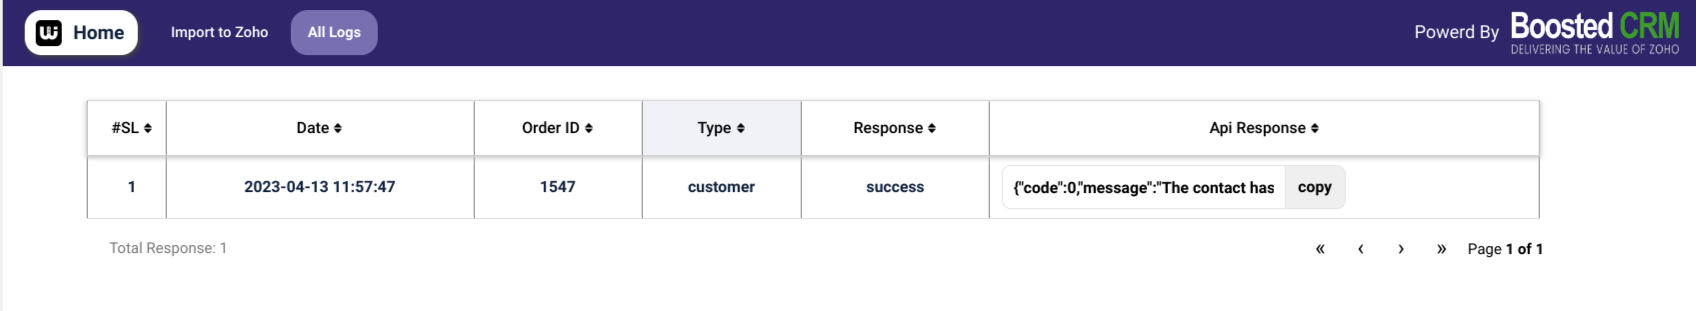 Home Import to Zoho All Logs Powerd By Boosted CRM
DELIVERING THE VALUE OF ZOHO
#SL Date Order ID Type Response Api Response
1 2023-04-13 11:57:47 1547 customer success {"code":0,"message":"The contact has copy
Total Response: 1 « ‹ › » Page 1 of 1